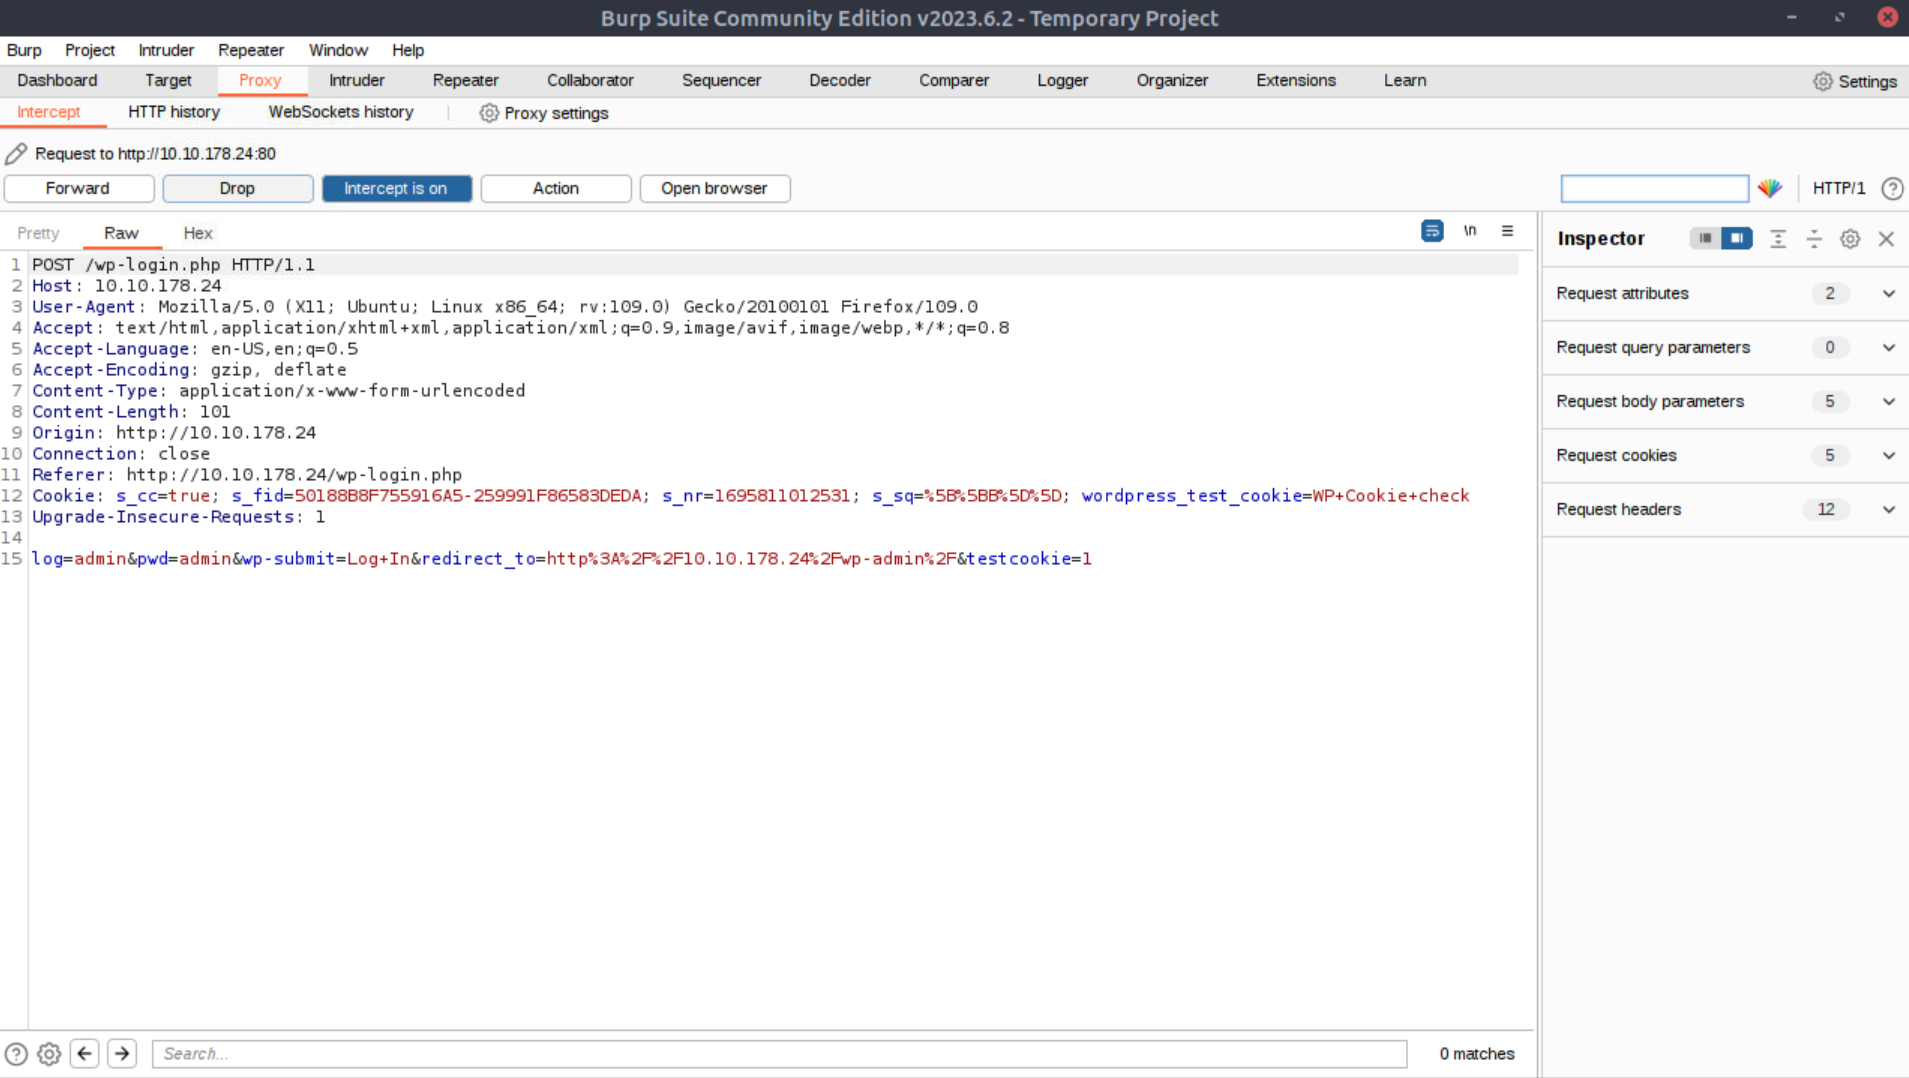 Burp Suite Community Edition v2023.6.2 - Temporary Project
Burp Project Intruder Repeater Window Help
Dashboard Target Proxy Intruder Repeater Collaborator Sequencer Decoder Comparer Logger Organizer Extensions Learn Settings
Intercept HTTP history WebSockets history Proxy settings
Request to http://10.10.178.24:80
Forward Drop Intercept is on Action Open browser HTTP/1 ?
Pretty Raw Hex \n
Inspector
1 POST /wp-login.php HTTP/1.1
2 Host: 10.10.178.24
3 User-Agent: Mozilla/5.0 (X11; Ubuntu; Linux x86_64; rv:109.0) Gecko/20100101 Firefox/109.0
4 Accept: text/html,application/xhtml+xml,application/xml;q=0.9,image/avif,image/webp,*/*;q=0.8
5 Accept-Language: en-US,en;q=0.5
6 Accept-Encoding: gzip, deflate
7 Content-Type: application/x-www-form-urlencoded
8 Content-Length: 101
9 Origin: http://10.10.178.24
10 Connection: close
11 Referer: http://10.10.178.24/wp-login.php
12 Cookie: s_cc=true; s_fid=50188B8F755916A5-259991F86583DEDA; s_nr=1695811012531; s_sq=%5B%5BB%5D%5D; wordpress_test_cookie=WP+Cookie+check
13 Upgrade-Insecure-Requests: 1
14
15 log=admin&pwd=admin&wp-submit=Log+In&redirect_to=http%3A%2F%2F10.10.178.24%2Fwp-admin%2F&testcookie=1
Request attributes 2
Request query parameters 0
Request body parameters 5
Request cookies 5
Request headers 12
? Search... 0 matches